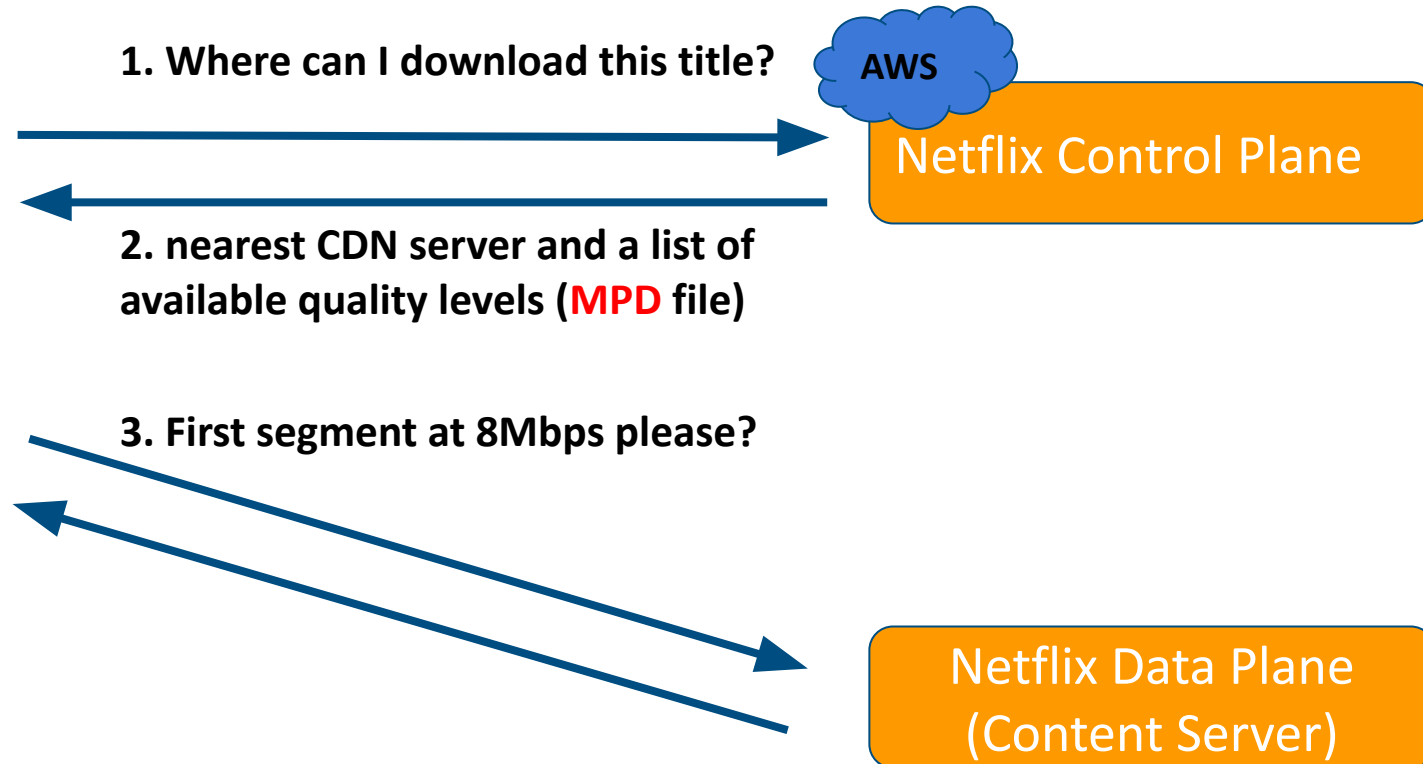 1. Where can I download this title?
AWS
Netflix Control Plane
2. nearest CDN server and a list of
available quality levels (MPD file)
3. First segment at 8Mbps please?
Netflix Data Plane
(Content Server)